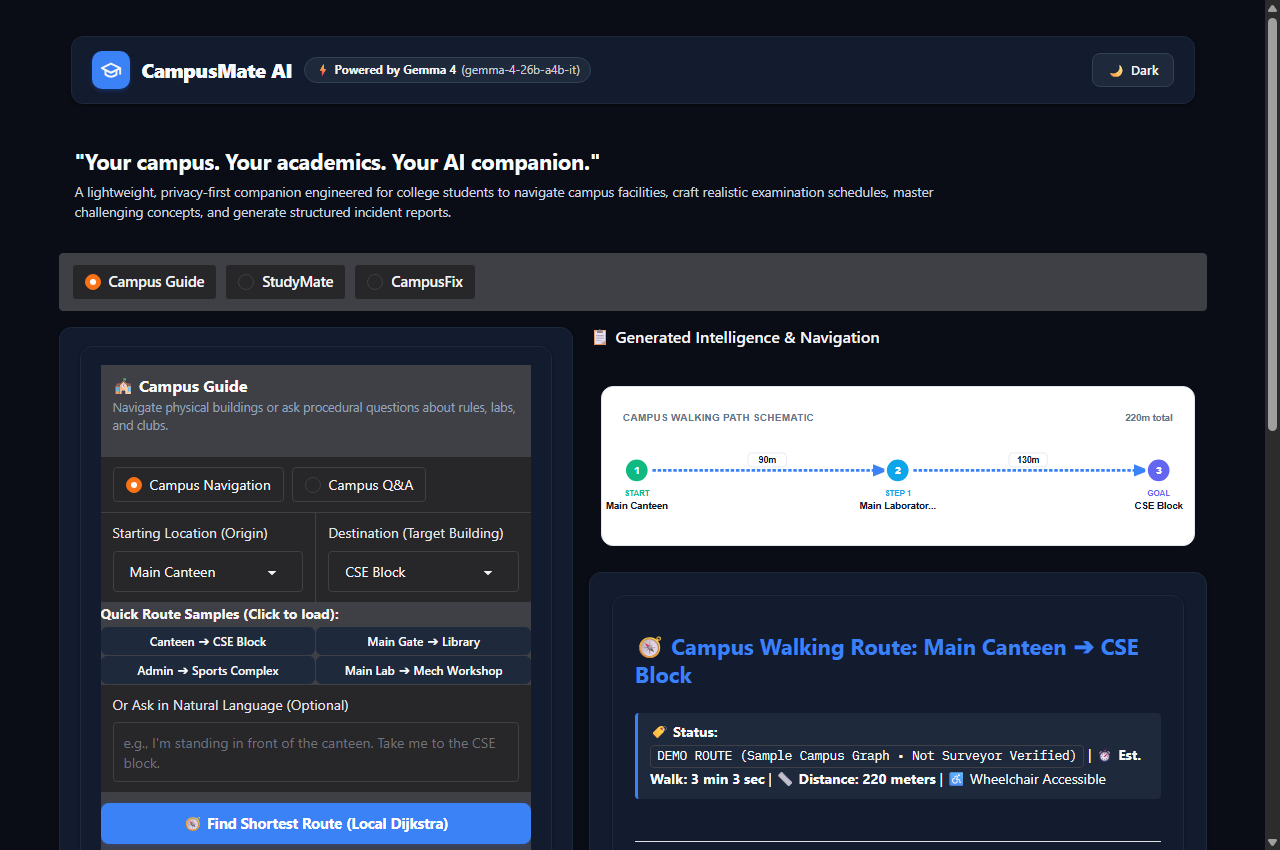 CampusMate AI
Powered by Gemma 4 (gemma-4-26b-a4b-it)
Dark
"Your campus. Your academics. Your AI companion."
A lightweight, privacy-first companion engineered for college students to navigate campus facilities, craft realistic examination schedules, master
challenging concepts, and generate structured incident reports.
Campus Guide
StudyMate
CampusFix
Campus Guide
Navigate physical buildings or ask procedural questions about rules, labs,
and clubs.
Campus Navigation
Campus Q&A
Starting Location (Origin)
Destination (Target Building)
Main Canteen
CSE Block
Quick Route Samples (Click to load):
Canteen ➔ CSE Block
Main Gate ➔ Library
Admin ➔ Sports Complex
Main Lab ➔ Mech Workshop
Or Ask in Natural Language (Optional)
e.g., I'm standing in front of the canteen. Take me to the CSE
block.
Find Shortest Route (Local Dijkstra)
Generated Intelligence & Navigation
CAMPUS WALKING PATH SCHEMATIC
220m total
90m
130m
1
2
3
START
STEP 1
GOAL
Main Canteen
Main Laborator...
CSE Block
Campus Walking Route: Main Canteen ➔ CSE
Block
Status:
DEMO ROUTE (Sample Campus Graph • Not Surveyor Verified) | Est.
Walk: 3 min 3 sec | Distance: 220 meters | Wheelchair Accessible